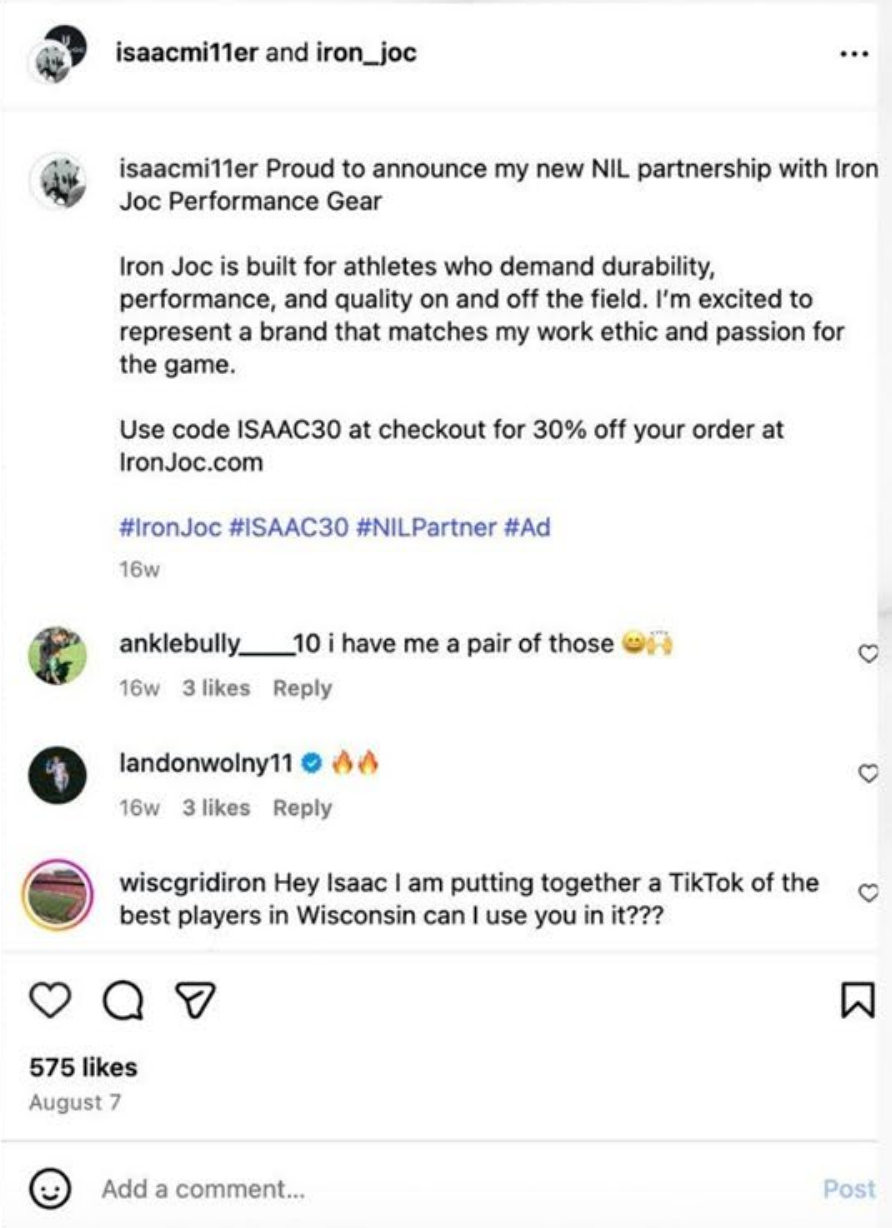 isaacmi11er and iron_joc
isaacmi11er Proud to announce my new NIL partnership with Iron
Joc Performance Gear
Iron Joc is built for athletes who demand durability,
performance, and quality on and off the field. I'm excited to
represent a brand that matches my work ethic and passion for
the game.
Use code ISAAC30 at checkout for 30% off your order at
IronJoc.com
#IronJoc #ISAAC30 #NILPartner #Ad
16w
anklebully____10 i have me a pair of those 😄🙌
16w 3 likes Reply
landonwolny11 🔥🔥
16w 3 likes Reply
wiscgridiron Hey Isaac I am putting together a TikTok of the
best players in Wisconsin can I use you in it???
575 likes
August 7
Add a comment...
Post